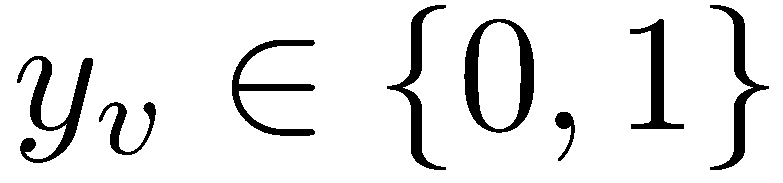 y_v ∈ {0, 1}